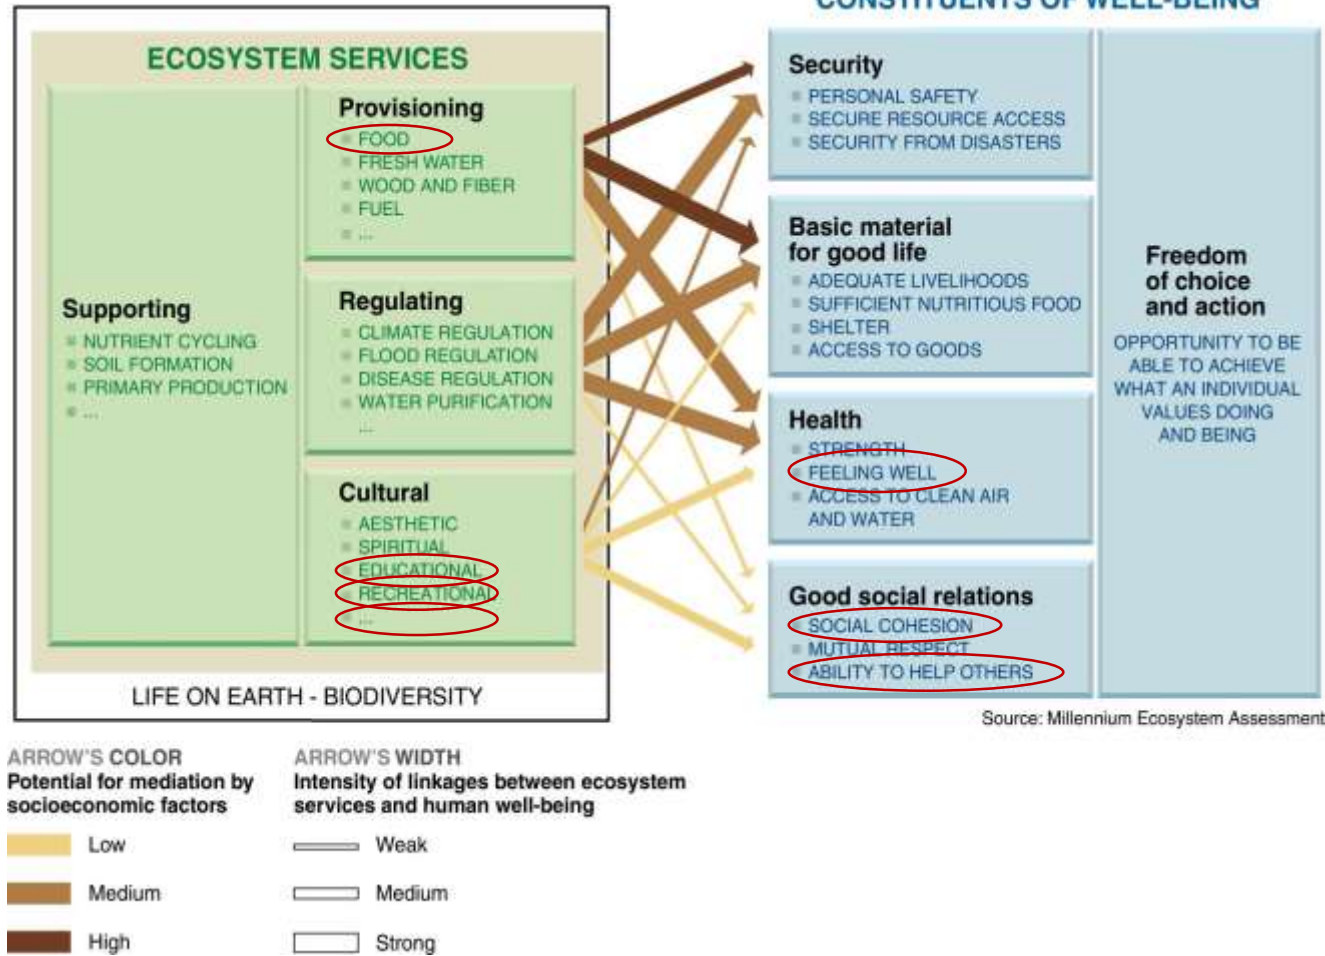 CONSTITUENTS OF WELL-BEING
ECOSYSTEM SERVICES
Provisioning
FOOD
FRESH WATER
WOOD AND FIBER
FUEL
...
Supporting
NUTRIENT CYCLING
SOIL FORMATION
PRIMARY PRODUCTION
...
Regulating
CLIMATE REGULATION
FLOOD REGULATION
DISEASE REGULATION
WATER PURIFICATION
...
Cultural
AESTHETIC
SPIRITUAL
EDUCATIONAL
RECREATIONAL
...
LIFE ON EARTH - BIODIVERSITY
Security
PERSONAL SAFETY
SECURE RESOURCE ACCESS
SECURITY FROM DISASTERS
Basic material
for good life
ADEQUATE LIVELIHOODS
SUFFICIENT NUTRITIOUS FOOD
SHELTER
ACCESS TO GOODS
Health
STRENGTH
FEELING WELL
ACCESS TO CLEAN AIR
AND WATER
Good social relations
SOCIAL COHESION
MUTUAL RESPECT
ABILITY TO HELP OTHERS
Freedom
of choice
and action
OPPORTUNITY TO BE
ABLE TO ACHIEVE
WHAT AN INDIVIDUAL
VALUES DOING
AND BEING
Source: Millennium Ecosystem Assessment
ARROW'S COLOR
Potential for mediation by
socioeconomic factors
Low
Medium
High
ARROW'S WIDTH
Intensity of linkages between ecosystem
services and human well-being
Weak
Medium
Strong